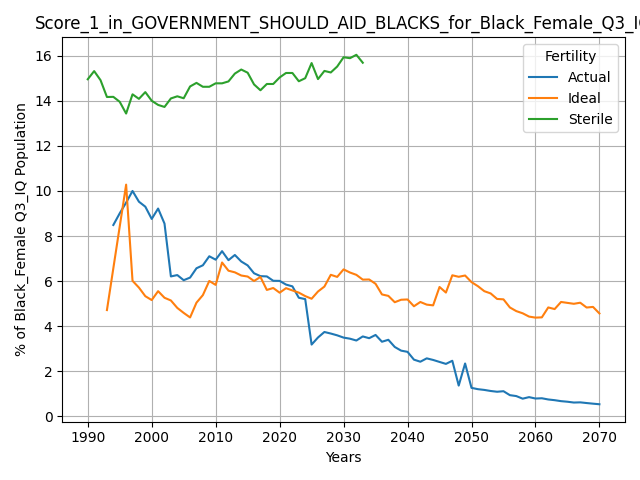 Score_1_in_GOVERNMENT_SHOULD_AID_BLACKS_for_Black_Female_Q3_IQ
Fertility
Actual
Ideal
Sterile
% of Black_Female Q3_IQ Population
16
14
12
10
8
6
4
2
0
1990 2000 2010 2020 2030 2040 2050 2060 2070
Years